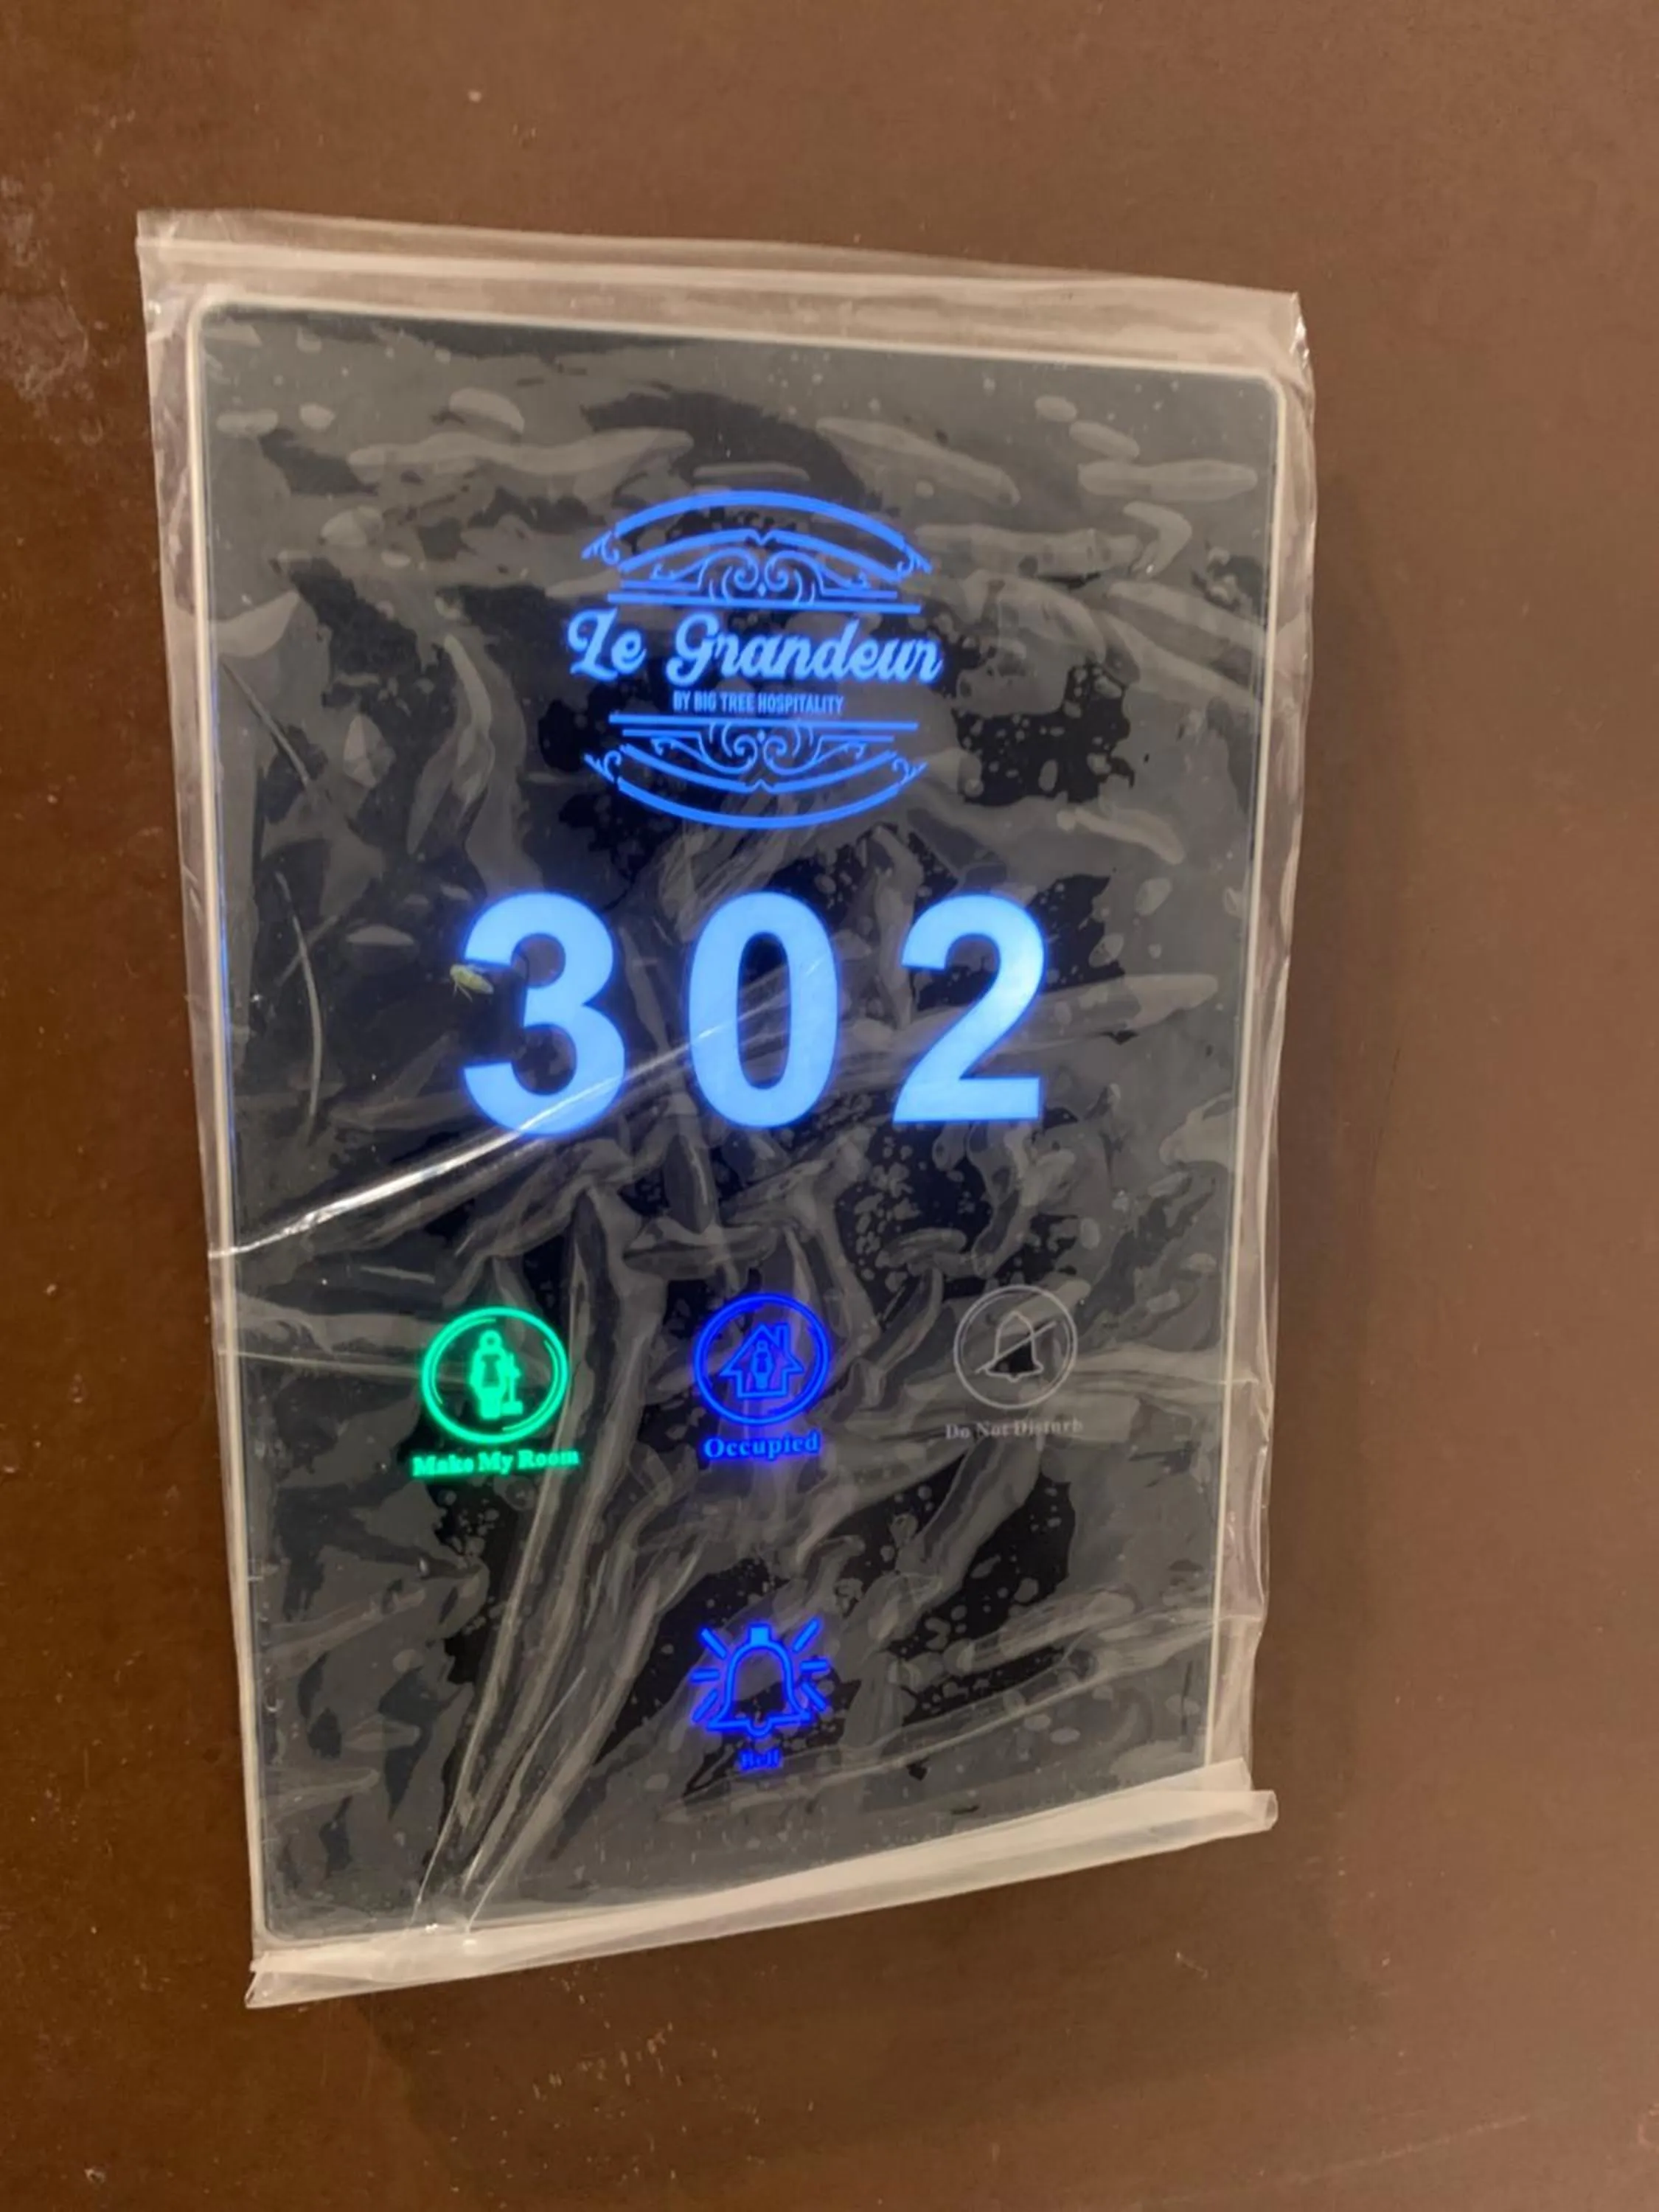 Le Grandeur
BY BIG TREE HOSPITALITY
302
Make My Room
Occupied
Do Not Disturb
Bell